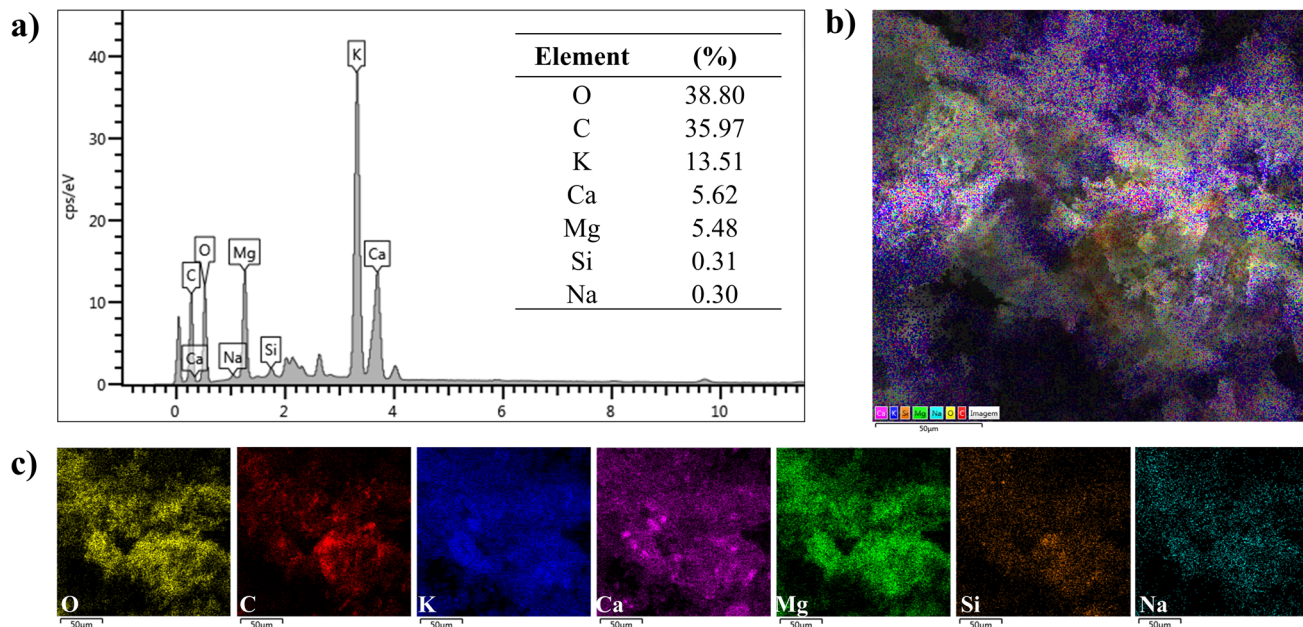 a)
cps/eV
40
30
20
10
0
0 2 4 6 8 10
K
O
C
Mg
Ca
Ca
Na
Si
Element (%)
O 38.80
C 35.97
K 13.51
Ca 5.62
Mg 5.48
Si 0.31
Na 0.30
b)
Ca K Si Mg Na O C Imagem
50µm
c)
O C K Ca Mg Si Na
50µm 50µm 50µm 50µm 50µm 50µm 50µm